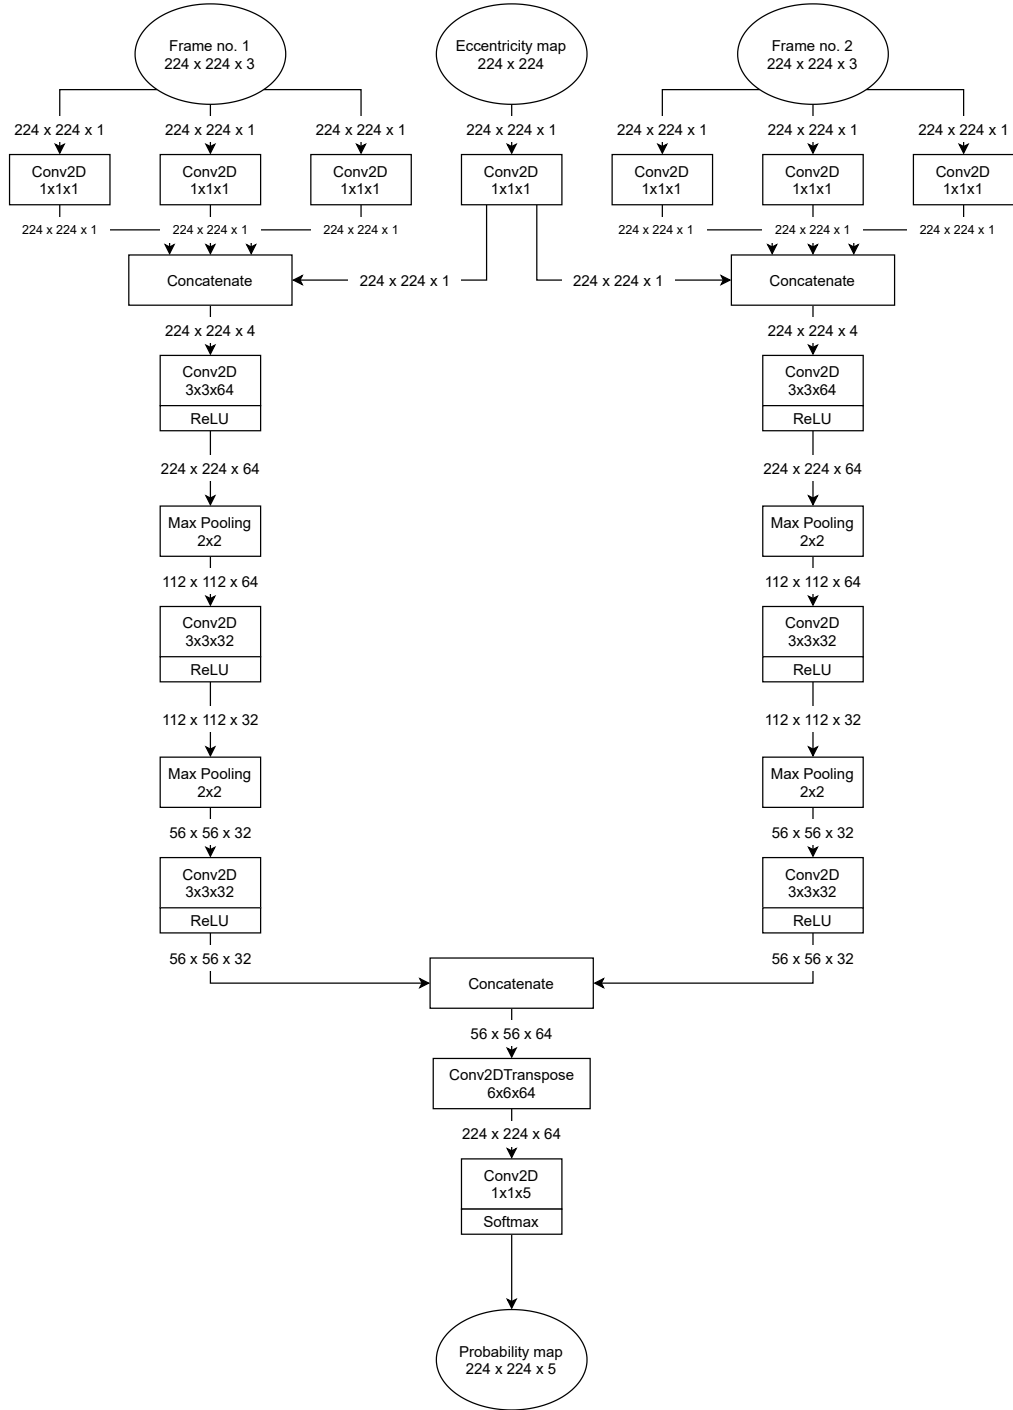 Frame no. 1
224 x 224 x 3
Eccentricity map
224 x 224
Frame no. 2
224 x 224 x 3
224 x 224 x 1
224 x 224 x 1
224 x 224 x 1
224 x 224 x 1
224 x 224 x 1
224 x 224 x 1
224 x 224 x 1
Conv2D
1x1x1
Conv2D
1x1x1
Conv2D
1x1x1
Conv2D
1x1x1
Conv2D
1x1x1
Conv2D
1x1x1
Conv2D
1x1x1
224 x 224 x 1
224 x 224 x 1
224 x 224 x 1
224 x 224 x 1
224 x 224 x 1
224 x 224 x 1
Concatenate
224 x 224 x 1
224 x 224 x 1
Concatenate
224 x 224 x 4
224 x 224 x 4
Conv2D
3x3x64
ReLU
Conv2D
3x3x64
ReLU
224 x 224 x 64
224 x 224 x 64
Max Pooling
2x2
Max Pooling
2x2
112 x 112 x 64
112 x 112 x 64
Conv2D
3x3x32
ReLU
Conv2D
3x3x32
ReLU
112 x 112 x 32
112 x 112 x 32
Max Pooling
2x2
Max Pooling
2x2
56 x 56 x 32
56 x 56 x 32
Conv2D
3x3x32
ReLU
Conv2D
3x3x32
ReLU
56 x 56 x 32
56 x 56 x 32
Concatenate
56 x 56 x 64
Conv2DTranspose
6x6x64
224 x 224 x 64
Conv2D
1x1x5
Softmax
Probability map
224 x 224 x 5